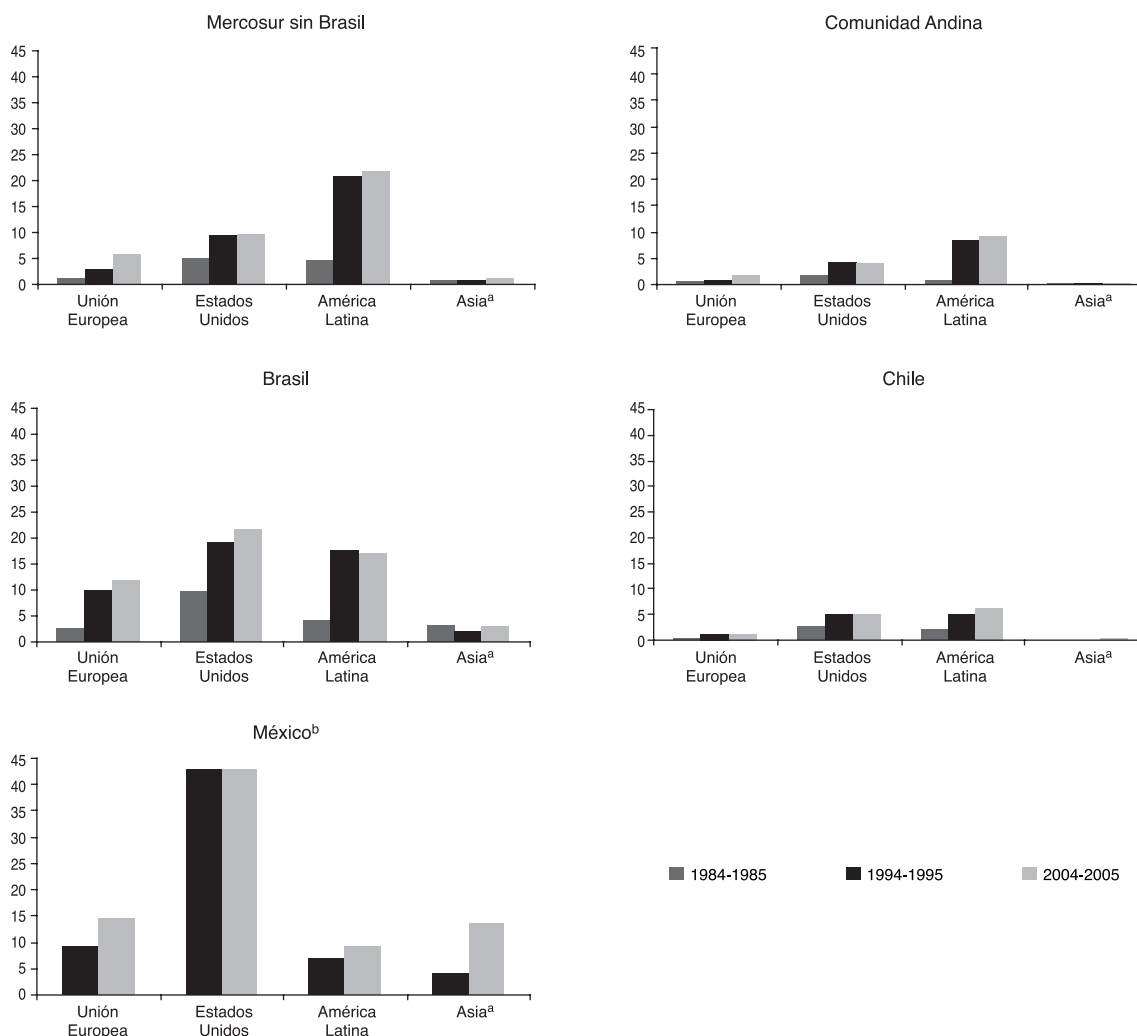 Mercosur sin Brasil
45
40
35
30
25
20
15
10
5
0
Unión Europea
Estados Unidos
América Latina
Asiaᵃ
Comunidad Andina
45
40
35
30
25
20
15
10
5
0
Unión Europea
Estados Unidos
América Latina
Asiaᵃ
Brasil
45
40
35
30
25
20
15
10
5
0
Unión Europea
Estados Unidos
América Latina
Asiaᵃ
Chile
45
40
35
30
25
20
15
10
5
0
Unión Europea
Estados Unidos
América Latina
Asiaᵃ
Méxicoᵇ
45
40
35
30
25
20
15
10
5
0
Unión Europea
Estados Unidos
América Latina
Asiaᵃ
1984-1985
1994-1995
2004-2005